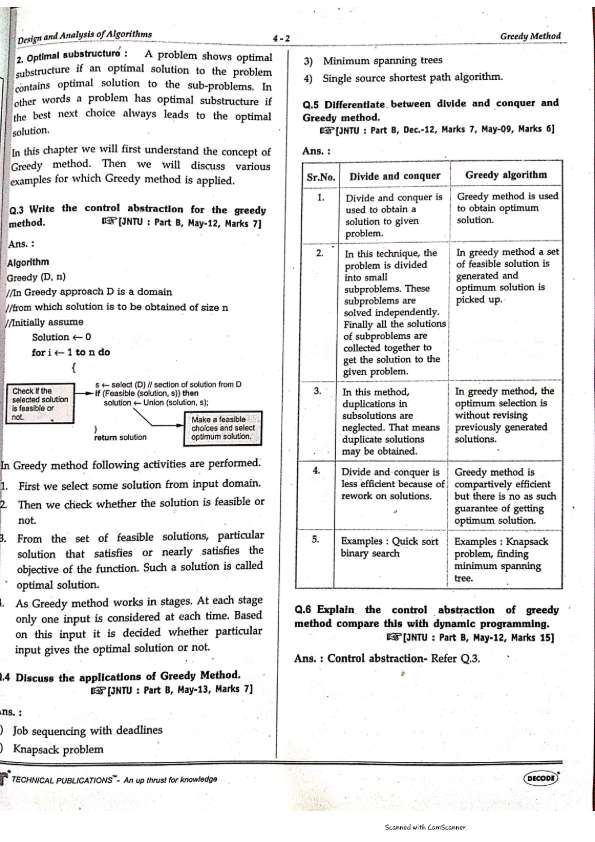 Design and Analysis of Algorithms
4 - 2
Greedy Method
2. Optimal substructure : A problem shows optimal
substructure if an optimal solution to the problem
contains optimal solution to the sub-problems. In
other words a problem has optimal substructure if
the best next choice always leads to the optimal
solution.
In this chapter we will first understand the concept of
Greedy method. Then we will discuss various
examples for which Greedy method is applied.
Q.3 Write the control abstraction for the greedy
method. [JNTU : Part B, May-12, Marks 7]
Ans. :
Algorithm
Greedy (D, n)
//In Greedy approach D is a domain
//from which solution is to be obtained of size n
//Initially assume
Solution ← 0
for i ← 1 to n do
{
s ← select (D) // section of solution from D
if (Feasible (solution, s)) then
solution ← Union (solution, s);
Check if the
selected solution
is feasible or
not.
Make a feasible
choices and select
optimum solution.
}
return solution
In Greedy method following activities are performed.
1. First we select some solution from input domain.
2. Then we check whether the solution is feasible or
not.
3. From the set of feasible solutions, particular
solution that satisfies or nearly satisfies the
objective of the function. Such a solution is called
optimal solution.
. As Greedy method works in stages. At each stage
only one input is considered at each time. Based
on this input it is decided whether particular
input gives the optimal solution or not.
.4 Discuss the applications of Greedy Method.
[JNTU : Part B, May-13, Marks 7]
ns. :
) Job sequencing with deadlines
) Knapsack problem
3) Minimum spanning trees
4) Single source shortest path algorithm.
Q.5 Differentiate between divide and conquer and
Greedy method.
[JNTU : Part B, Dec.-12, Marks 7, May-09, Marks 6]
Ans. :
Sr.No. Divide and conquer Greedy algorithm
1.
Divide and conquer is
used to obtain a
solution to given
problem.
Greedy method is used
to obtain optimum
solution.
2.
In this technique, the
problem is divided
into small
subproblems. These
subproblems are
solved independently.
Finally all the solutions
of subproblems are
collected together to
get the solution to the
given problem.
In greedy method a set
of feasible solution is
generated and
optimum solution is
picked up.
3.
In this method,
duplications in
subsolutions are
neglected. That means
duplicate solutions
may be obtained.
In greedy method, the
optimum selection is
without revising
previously generated
solutions.
4.
Divide and conquer is
less efficient because of
rework on solutions.
Greedy method is
compartively efficient
but there is no as such
guarantee of getting
optimum solution.
5.
Examples : Quick sort
binary search
Examples : Knapsack
problem, finding
minimum spanning
tree.
Q.6 Explain the control abstraction of greedy
method compare this with dynamic programming.
[JNTU : Part B, May-12, Marks 15]
Ans. : Control abstraction- Refer Q.3.
TECHNICAL PUBLICATIONS™- An up thrust for knowledge
DECODE
Scanned with CamScanner